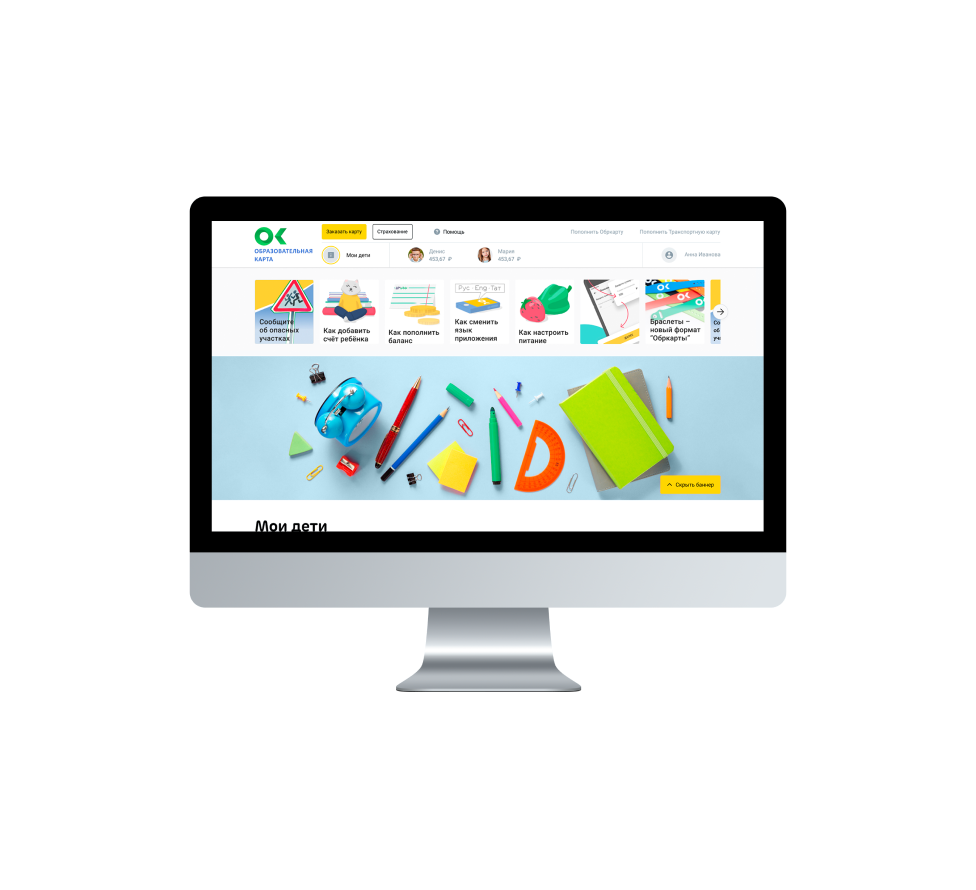 OK
ОБРАЗОВАТЕЛЬНАЯ
КАРТА
Заказать карту
Страхование
? Помощь
Пополнить Обркарту
Пополнить Транспортную карту
Мои дети
Денис
453,67 ₽
Мария
453,67 ₽
Анна Иванова
Сообщите
об опасных
участках
Как добавить
счёт ребёнка
Как пополнить
баланс
Рус Eng Тат
Как сменить
язык
приложения
Как настроить
питание
Браслеты –
новый формат
"Обркарты"
Скрыть баннер
Мои дети